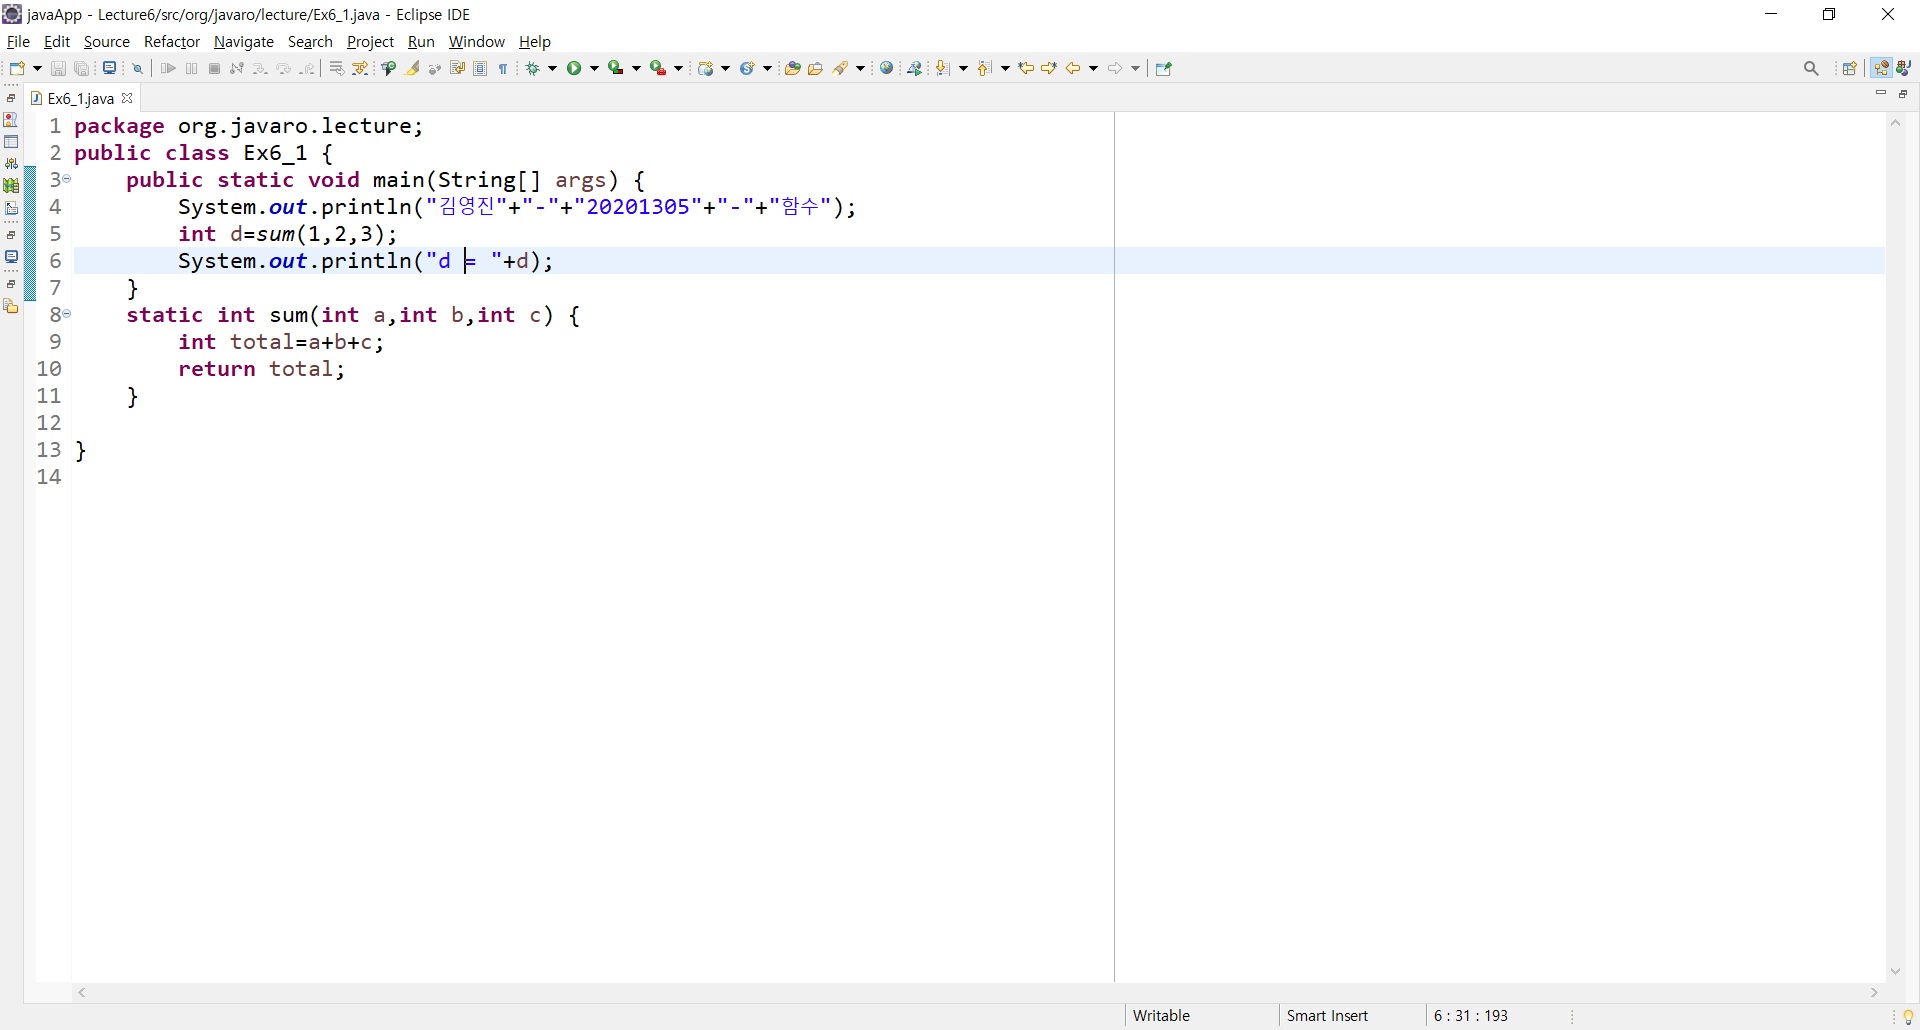 javaApp - Lecture6/src/org/javaro/lecture/Ex6_1.java - Eclipse IDE
File Edit Source Refactor Navigate Search Project Run Window Help
Ex6_1.java
1 package org.javaro.lecture;
2 public class Ex6_1 {
3 public static void main(String[] args) {
4 System.out.println("김영진"+"-"+"20201305"+"-"+"함수");
5 int d=sum(1,2,3);
6 System.out.println("d = "+d);
7 }
8 static int sum(int a,int b,int c) {
9 int total=a+b+c;
10 return total;
11 }
12
13 }
14
Writable Smart Insert 6 : 31 : 193